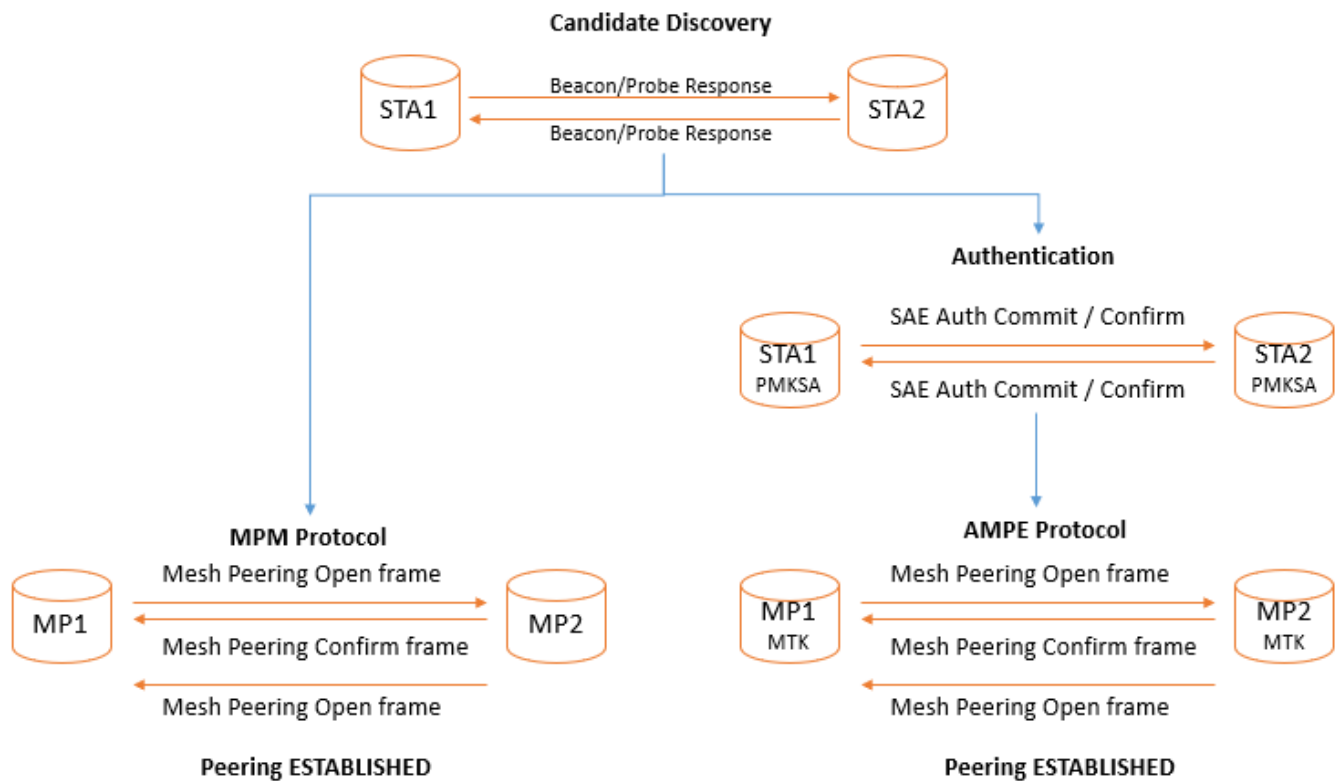 Candidate Discovery
STA1
Beacon/Probe Response
STA2
Beacon/Probe Response
Authentication
SAE Auth Commit / Confirm
STA1
PMKSA
STA2
PMKSA
SAE Auth Commit / Confirm
MPM Protocol
Mesh Peering Open frame
MP1
MP2
Mesh Peering Confirm frame
Mesh Peering Open frame
Peering ESTABLISHED
AMPE Protocol
Mesh Peering Open frame
MP1
MTK
MP2
MTK
Mesh Peering Confirm frame
Mesh Peering Open frame
Peering ESTABLISHED